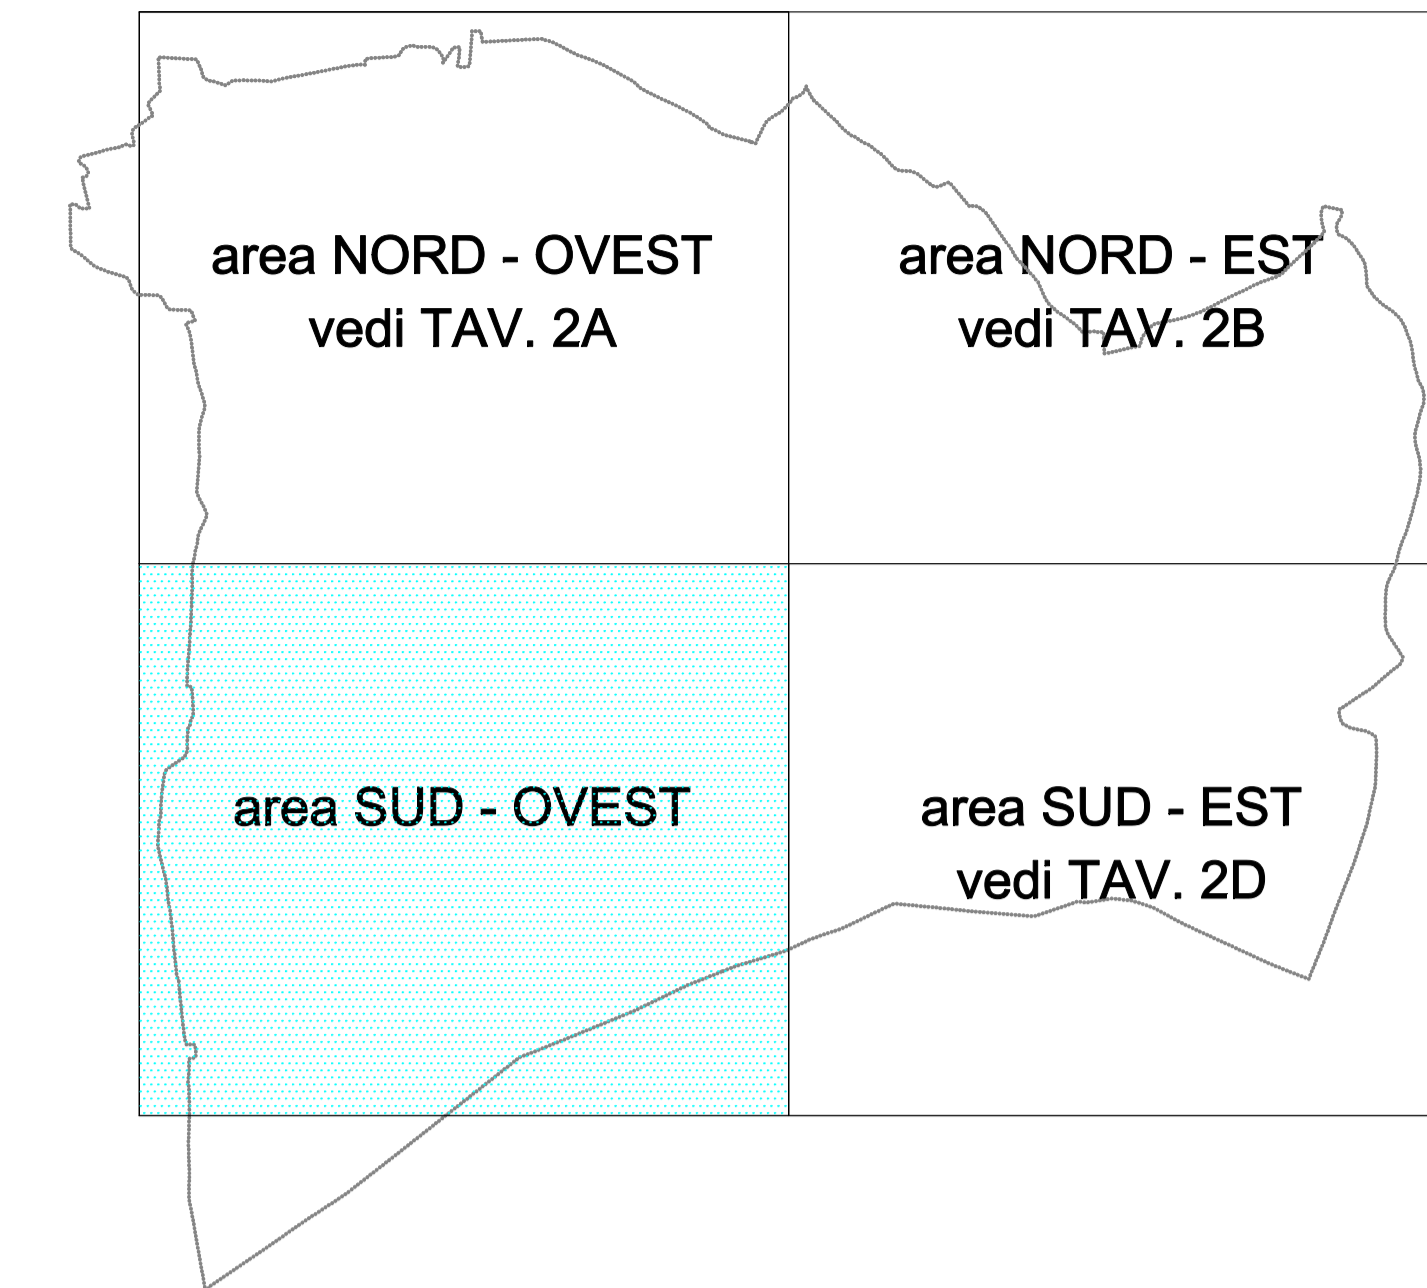 area NORD - OVEST
vedi TAV. 2A
area NORD - EST
vedi TAV. 2B
area SUD - OVEST
area SUD - EST
vedi TAV. 2D